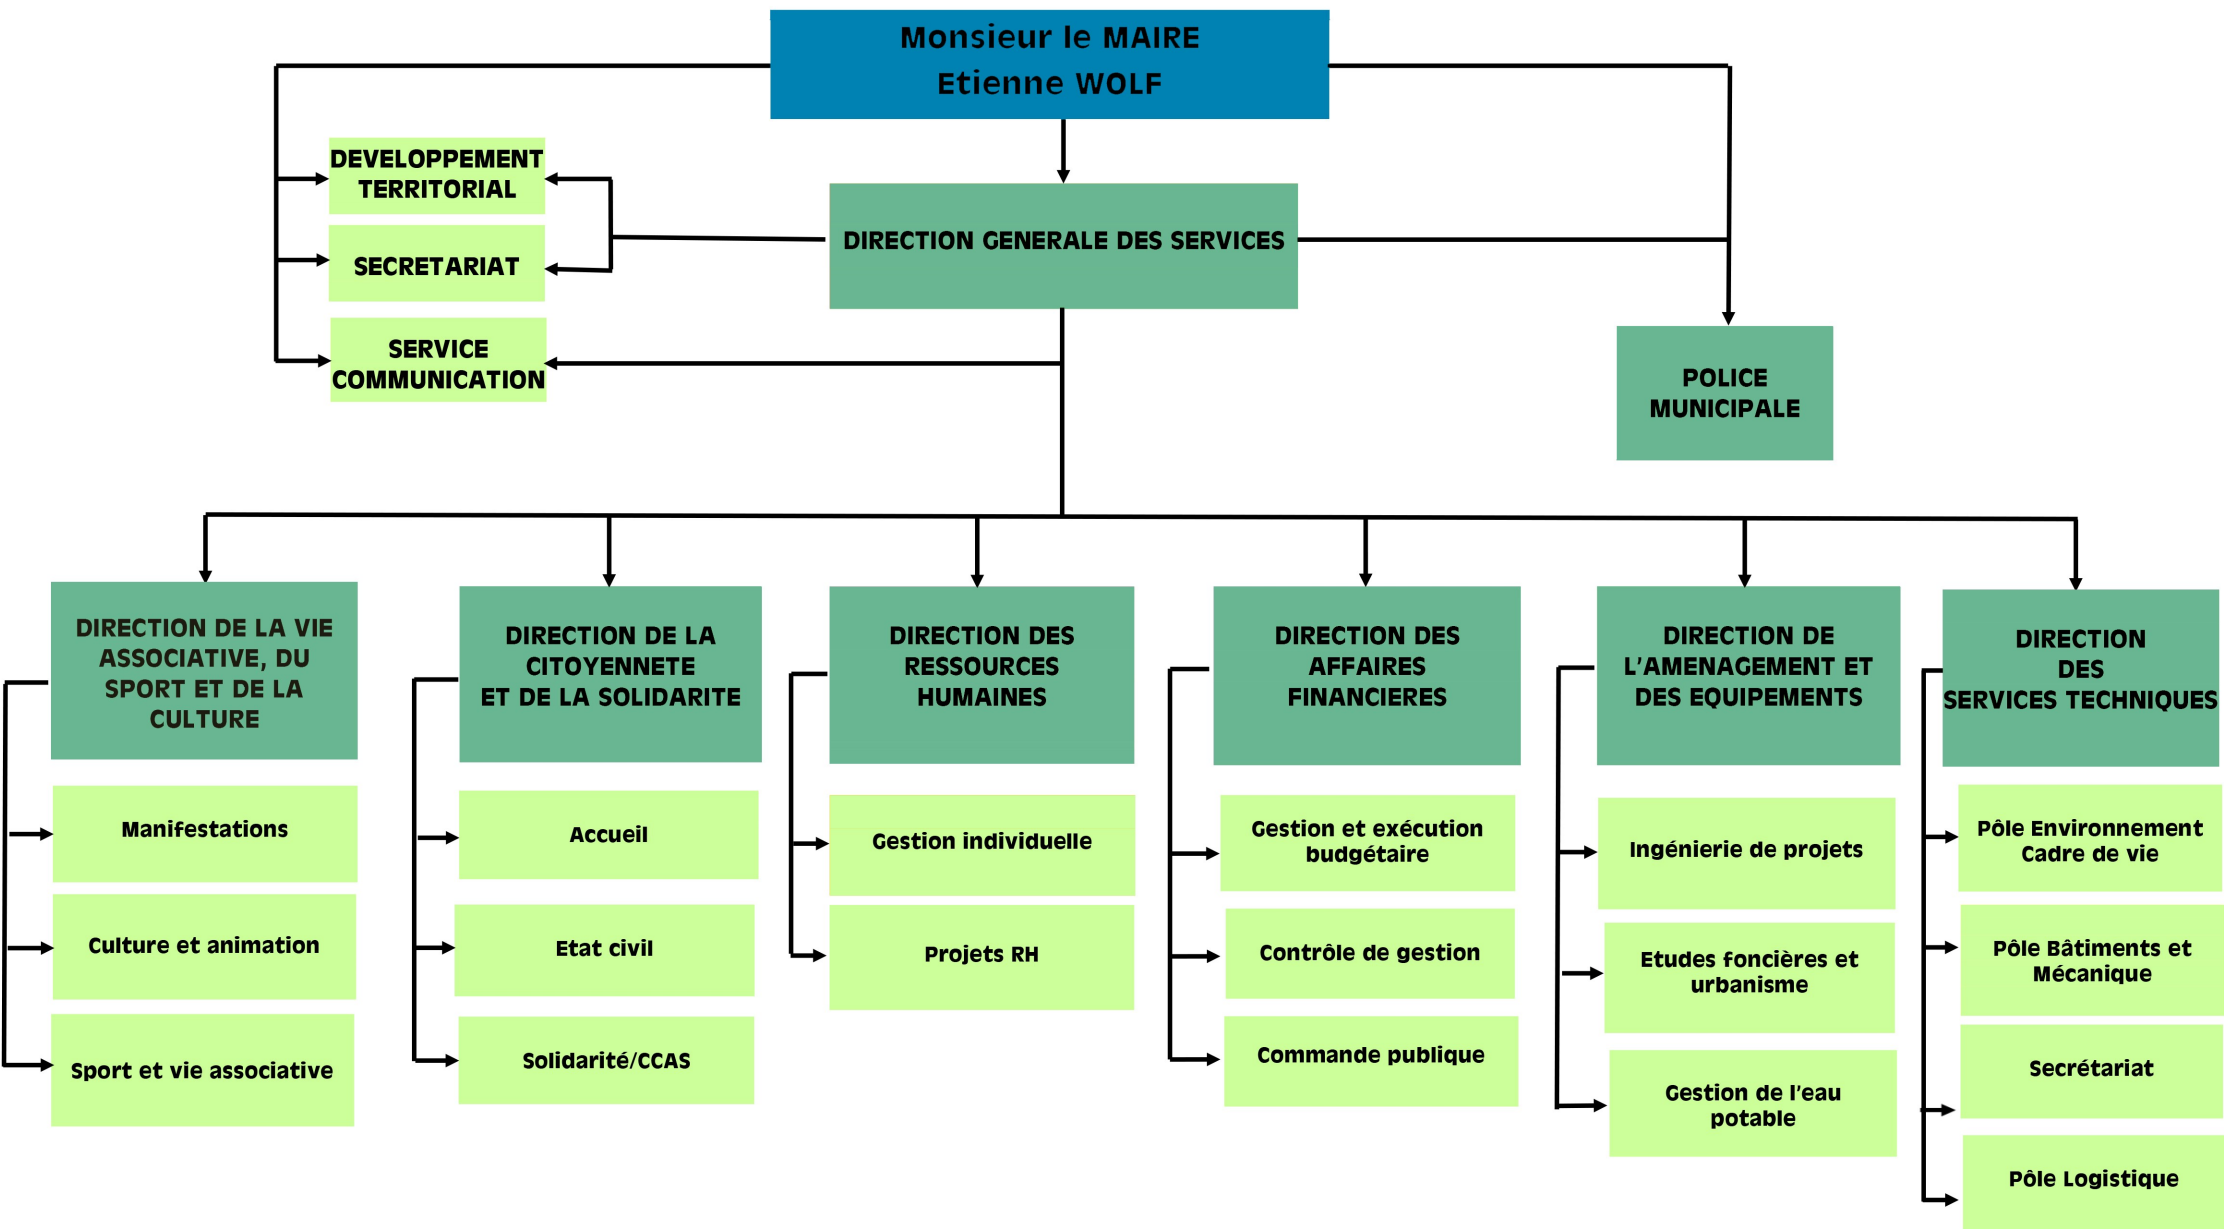 Monsieur le MAIRE
Etienne WOLF
DEVELOPPEMENT
TERRITORIAL
SECRETARIAT
SERVICE
COMMUNICATION
DIRECTION GENERALE DES SERVICES
POLICE
MUNICIPALE
DIRECTION DE LA VIE
ASSOCIATIVE, DU
SPORT ET DE LA
CULTURE
Manifestations
Culture et animation
Sport et vie associative
DIRECTION DE LA
CITOYENNETE
ET DE LA SOLIDARITE
Accueil
Etat civil
Solidarité/CCAS
DIRECTION DES
RESSOURCES
HUMAINES
Gestion individuelle
Projets RH
DIRECTION DES
AFFAIRES
FINANCIERES
Gestion et exécution
budgétaire
Contrôle de gestion
Commande publique
DIRECTION DE
L'AMENAGEMENT ET
DES EQUIPEMENTS
Ingénierie de projets
Etudes foncières et
urbanisme
Gestion de l'eau
potable
DIRECTION
DES
SERVICES TECHNIQUES
Pôle Environnement
Cadre de vie
Pôle Bâtiments et
Mécanique
Secrétariat
Pôle Logistique